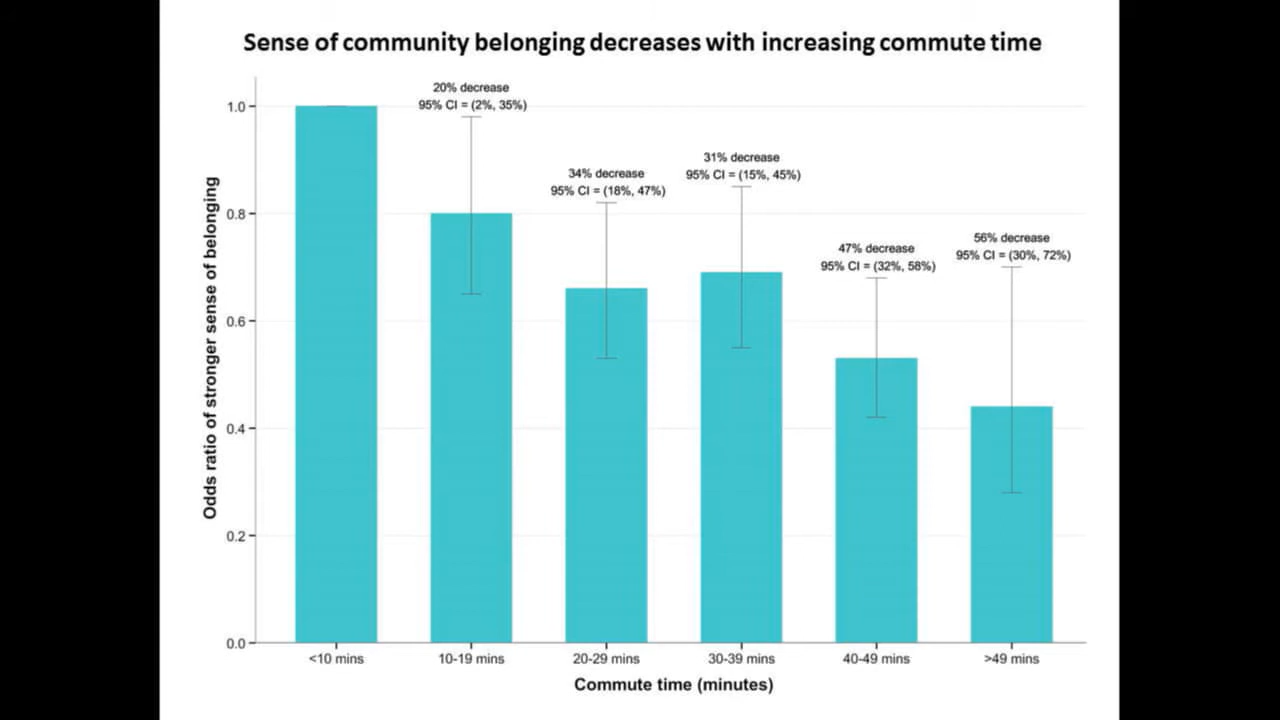 Sense of community belonging decreases with increasing commute time
20% decrease
95% CI = (2%, 35%)
34% decrease
95% CI = (18%, 47%)
31% decrease
95% CI = (15%, 45%)
47% decrease
95% CI = (32%, 58%)
56% decrease
95% CI = (30%, 72%)
Odds ratio of stronger sense of belonging
1.0
0.8
0.6
0.4
0.2
0.0
<10 mins
10-19 mins
20-29 mins
30-39 mins
40-49 mins
>49 mins
Commute time (minutes)